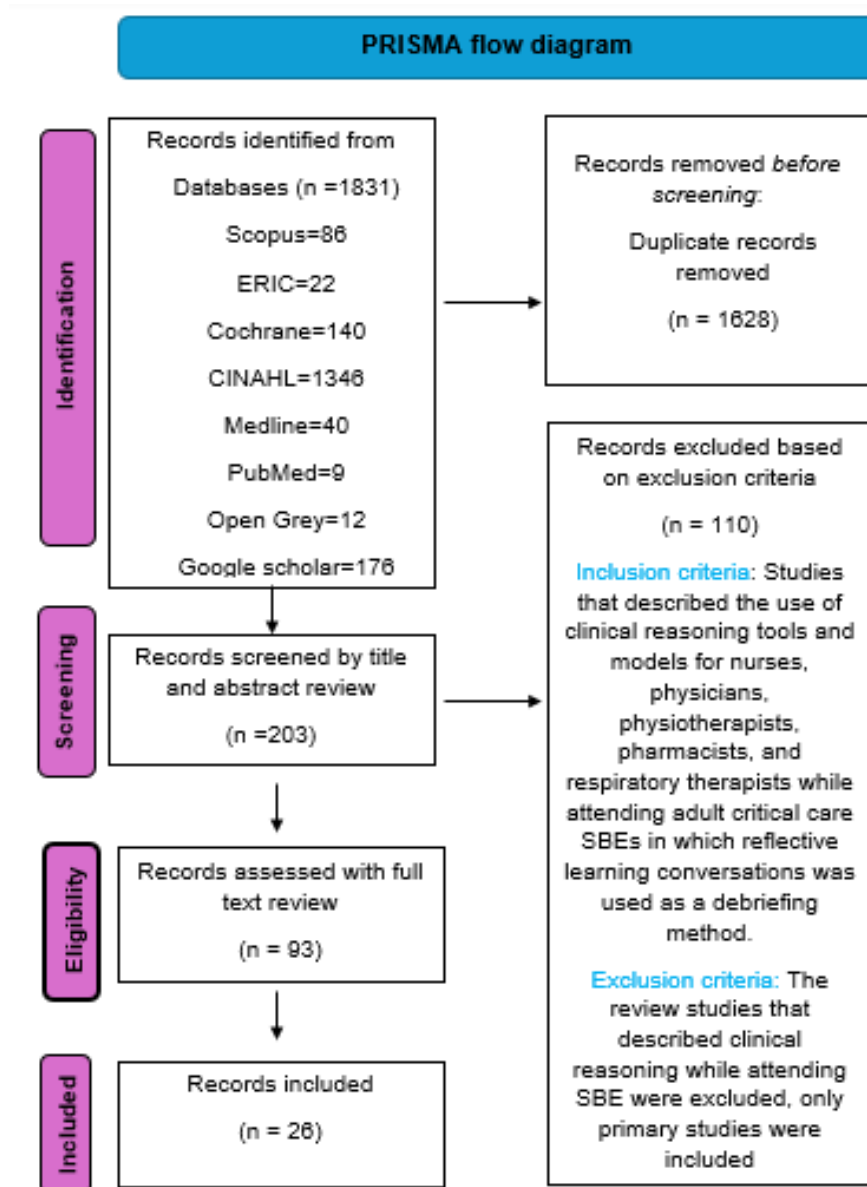 PRISMA flow diagram
Identification
Records identified from
Databases (n =1831)
Scopus=86
ERIC=22
Cochrane=140
CINAHL=1346
Medline=40
PubMed=9
Open Grey=12
Google scholar=176
Records removed before
screening:
Duplicate records
removed
(n = 1628)
Screening
Records screened by title
and abstract review
(n =203)
Records excluded based
on exclusion criteria
(n = 110)
Inclusion criteria: Studies
that described the use of
clinical reasoning tools and
models for nurses,
physicians,
physiotherapists,
pharmacists, and
respiratory therapists while
attending adult critical care
SBEs in which reflective
learning conversations was
used as a debriefing
method.
Exclusion criteria: The
review studies that
described clinical
reasoning while attending
SBE were excluded, only
primary studies were
included
Eligibility
Records assessed with full
text review
(n = 93)
Included
Records included
(n = 26)